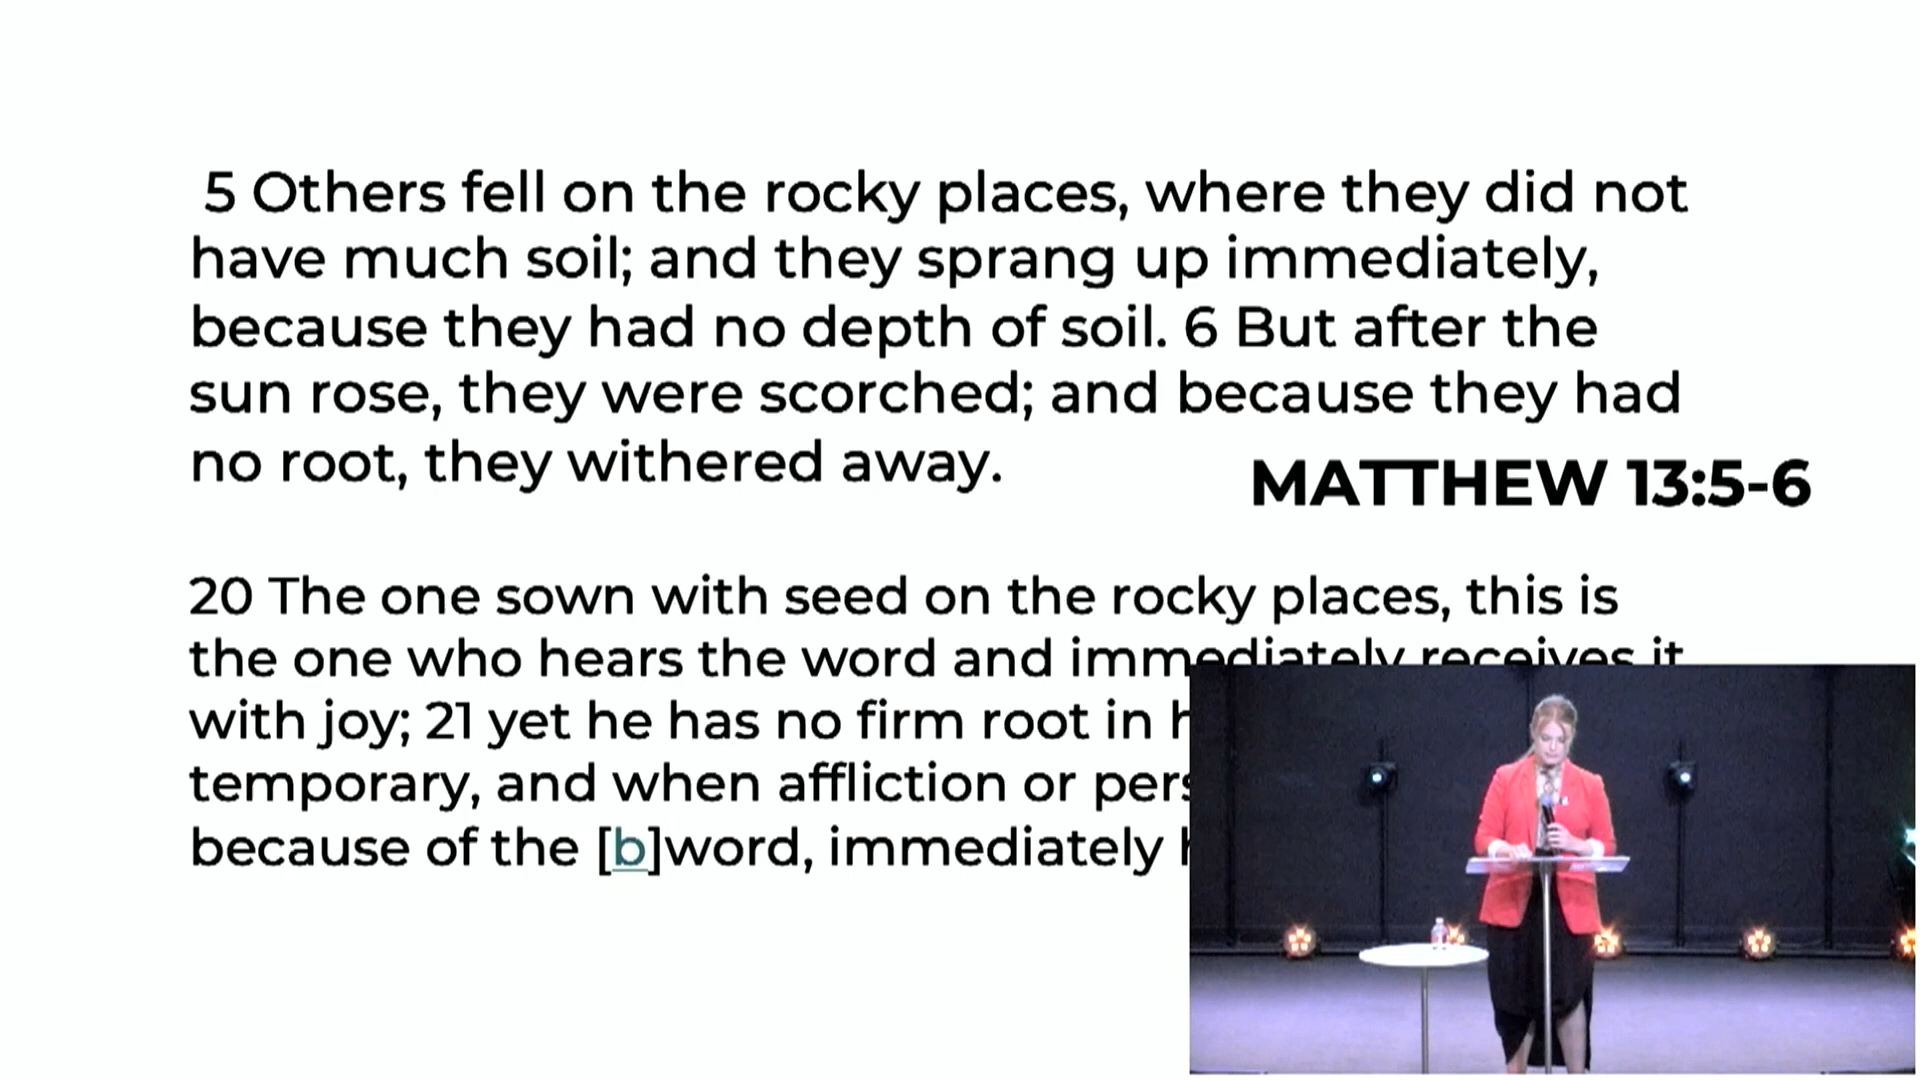 5 Others fell on the rocky places, where they did not
have much soil; and they sprang up immediately,
because they had no depth of soil. 6 But after the
sun rose, they were scorched; and because they had
no root, they withered away.
MATTHEW 13:5-6
20 The one sown with seed on the rocky places, this is
the one who hears the word and immediately receives it
with joy; 21 yet he has no firm root in
temporary, and when affliction or
because of the [b]word, immediately